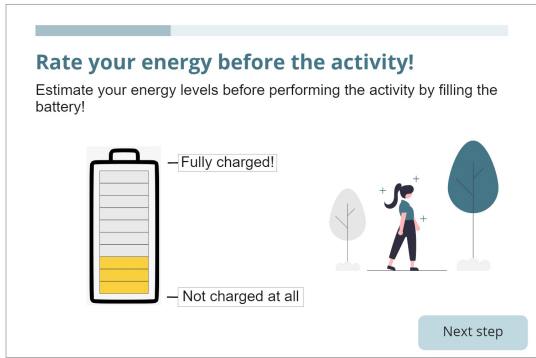 Rate your energy before the activity!
Estimate your energy levels before performing the activity by filling the
battery!
Fully charged!
Not charged at all
Next step